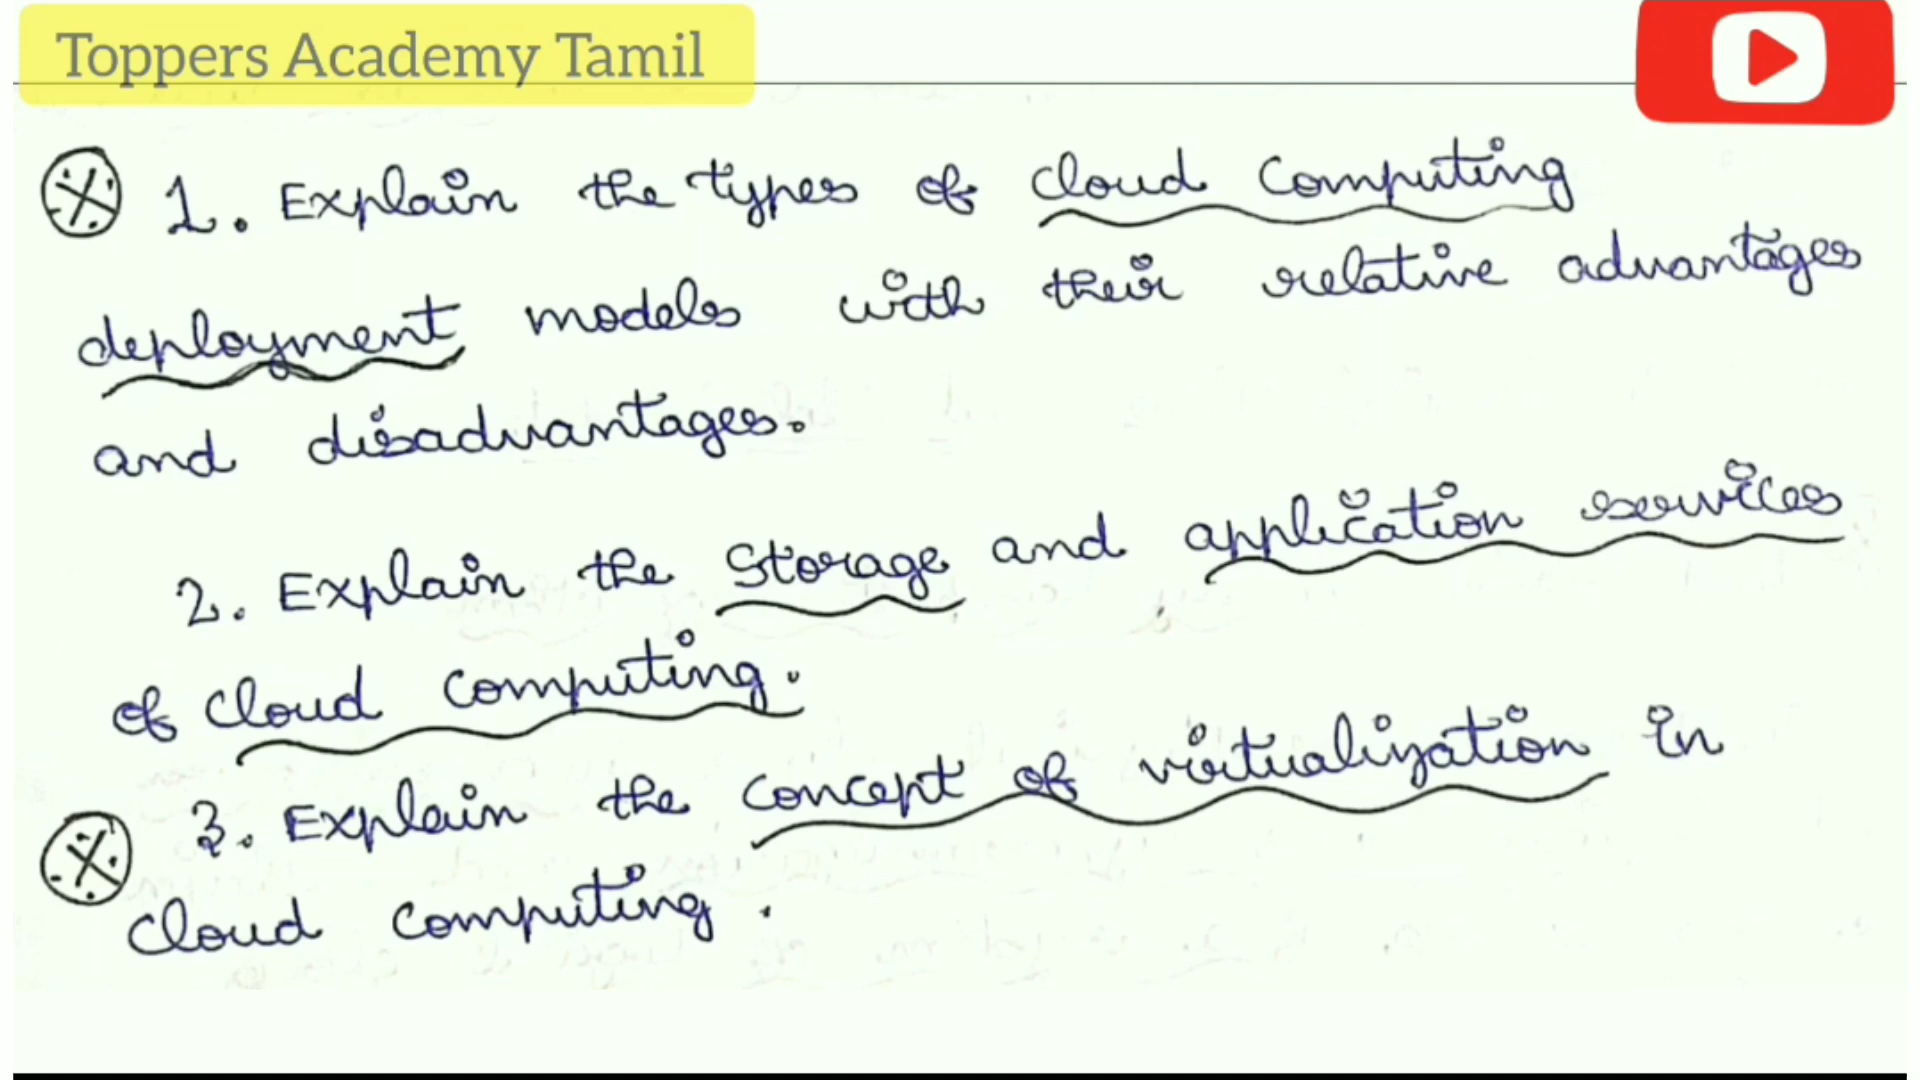 Toppers Academy Tamil
1. Explain the types of cloud computing
deployment models with their relative advantages
and disadvantages.
2. Explain the storage and application services
of cloud computing.
3. Explain the concept of virtualization in
cloud computing.